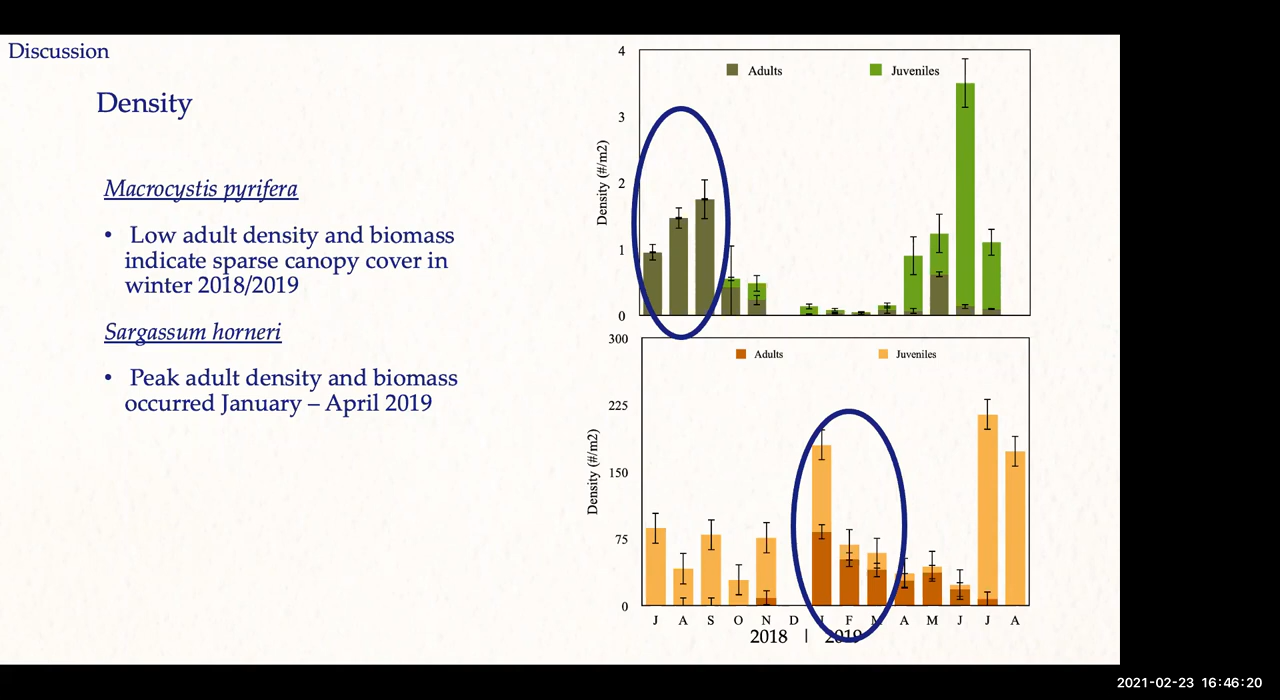 Discussion
Density
Macrocystis pyrifera
• Low adult density and biomass
indicate sparse canopy cover in
winter 2018/2019
Sargassum horneri
• Peak adult density and biomass
occurred January – April 2019
4
Adults Juveniles
3
2
1
0
Density (#/m2)
300
Adults Juveniles
225
150
75
0
Density (#/m2)
J A S O N D J F M A M J J A
2018 | 2019
2021-02-23 16:46:20